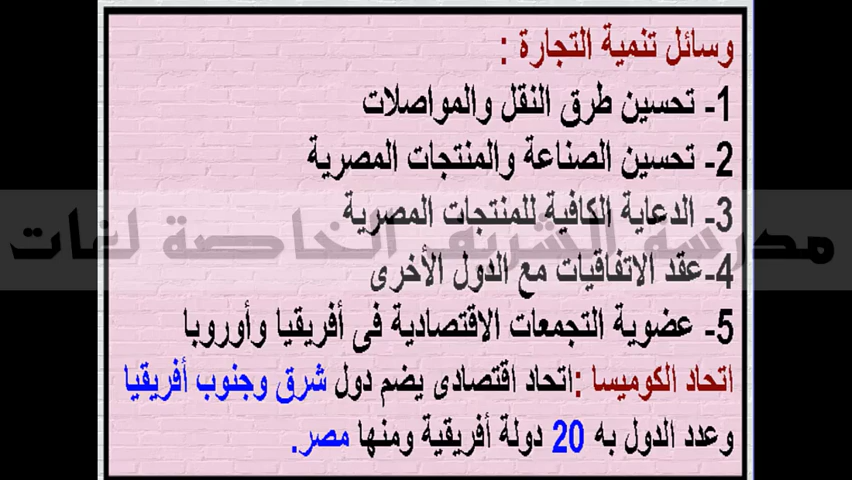 وسائل تنمية التجارة :
1- تحسين طرق النقل والمواصلات
2- تحسين الصناعة والمنتجات المصرية
3- الدعاية الكافية للمنتجات المصرية
مدرسة الشريف الخاصة لغات
4-عقد الاتفاقيات مع الدول الأخرى
5- عضوية التجمعات الاقتصادية فى أفريقيا وأوروبا
اتحاد الكوميسا :اتحاد اقتصادى يضم دول شرق وجنوب أفريقيا
وعدد الدول به 20 دولة أفريقية ومنها مصر.